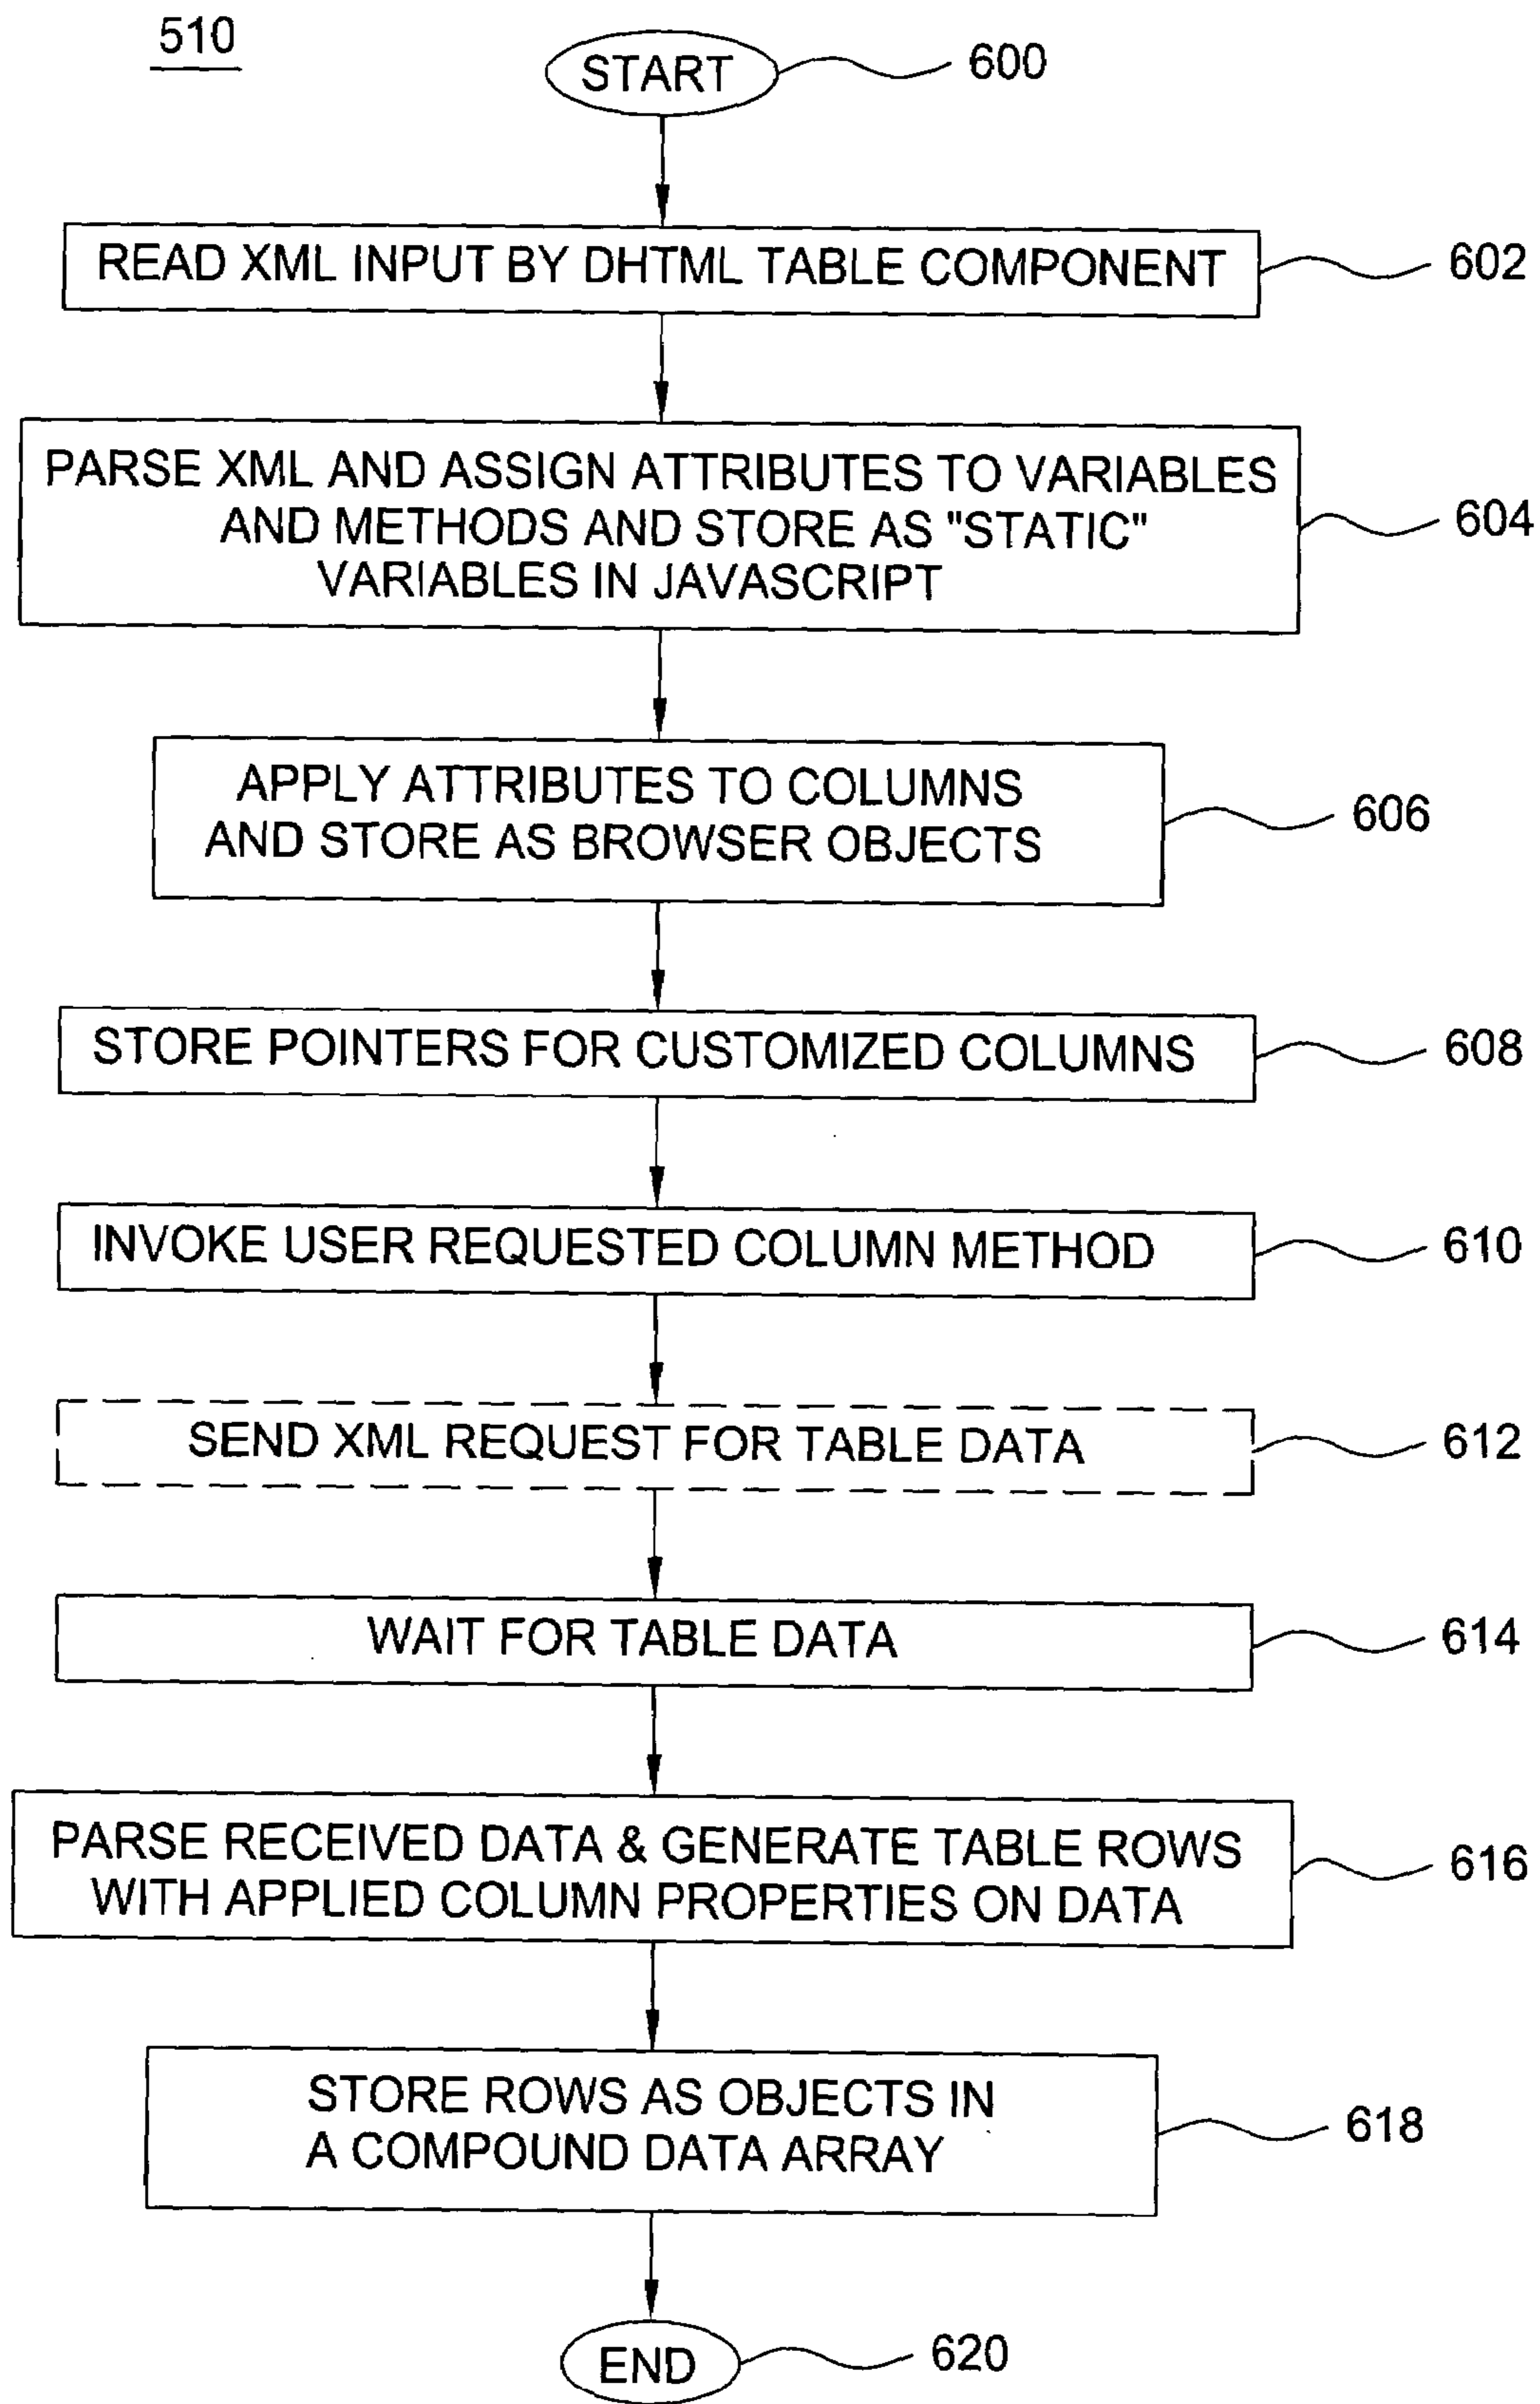 510
START
600
READ XML INPUT BY DHTML TABLE COMPONENT
602
PARSE XML AND ASSIGN ATTRIBUTES TO VARIABLES
AND METHODS AND STORE AS "STATIC"
VARIABLES IN JAVASCRIPT
604
APPLY ATTRIBUTES TO COLUMNS
AND STORE AS BROWSER OBJECTS
606
STORE POINTERS FOR CUSTOMIZED COLUMNS
608
INVOKE USER REQUESTED COLUMN METHOD
610
SEND XML REQUEST FOR TABLE DATA
612
WAIT FOR TABLE DATA
614
PARSE RECEIVED DATA & GENERATE TABLE ROWS
WITH APPLIED COLUMN PROPERTIES ON DATA
616
STORE ROWS AS OBJECTS IN
A COMPOUND DATA ARRAY
618
END
620